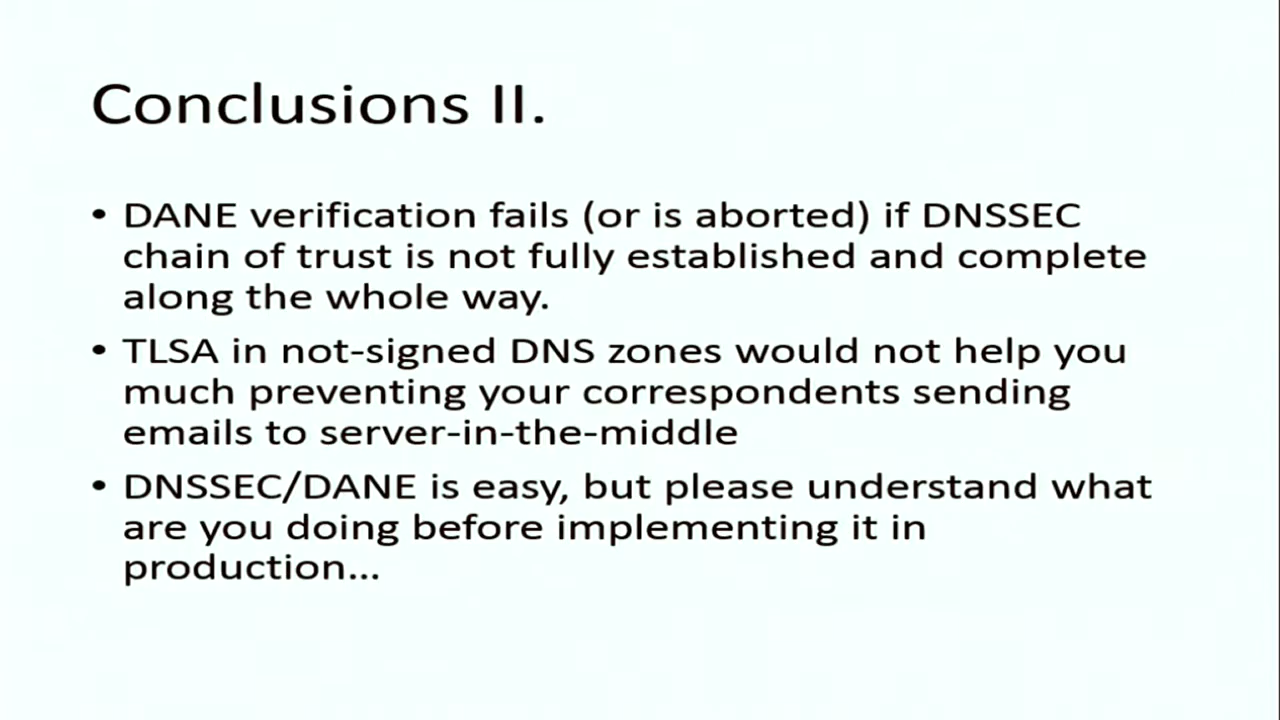 Conclusions II.
• DANE verification fails (or is aborted) if DNSSEC
chain of trust is not fully established and complete
along the whole way.
• TLSA in not-signed DNS zones would not help you
much preventing your correspondents sending
emails to server-in-the-middle
• DNSSEC/DANE is easy, but please understand what
are you doing before implementing it in
production...